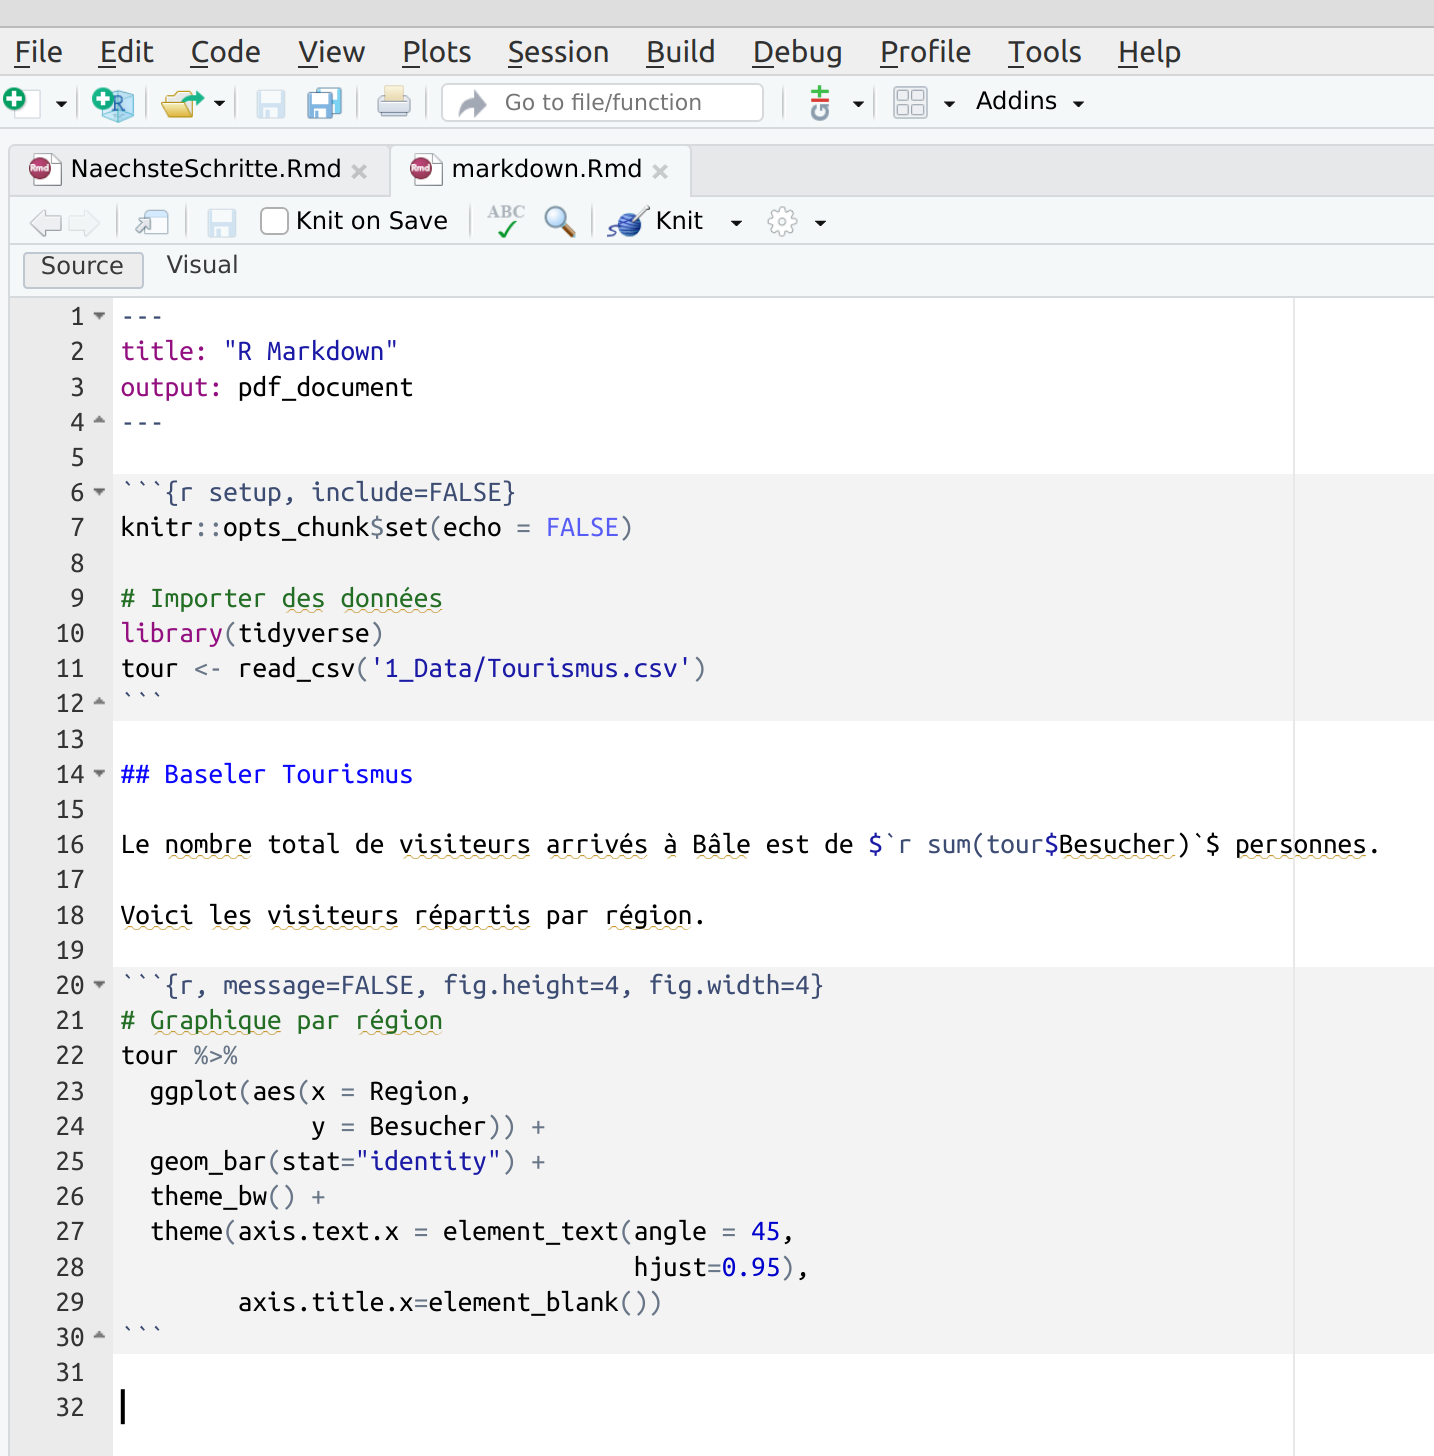 File Edit Code View Plots Session Build Debug Profile Tools Help
R Go to file/function Git Addins
Rmd NaechsteSchritte.Rmd Rmd markdown.Rmd
Knit on Save ABC Knit
Source Visual
1 ---
2 title: "R Markdown"
3 output: pdf_document
4 ---
5
6 ```{r setup, include=FALSE}
7 knitr::opts_chunk$set(echo = FALSE)
8
9 # Importer des données
10 library(tidyverse)
11 tour <- read_csv('1_Data/Tourismus.csv')
12 ```
13
14 ## Baseler Tourismus
15
16 Le nombre total de visiteurs arrivés à Bâle est de $`r sum(tour$Besucher)`$ personnes.
17
18 Voici les visiteurs répartis par région.
19
20 ```{r, message=FALSE, fig.height=4, fig.width=4}
21 # Graphique par région
22 tour %>%
23   ggplot(aes(x = Region,
24              y = Besucher)) +
25   geom_bar(stat="identity") +
26   theme_bw() +
27   theme(axis.text.x = element_text(angle = 45,
28                                    hjust=0.95),
29         axis.title.x=element_blank())
30 ```
31
32